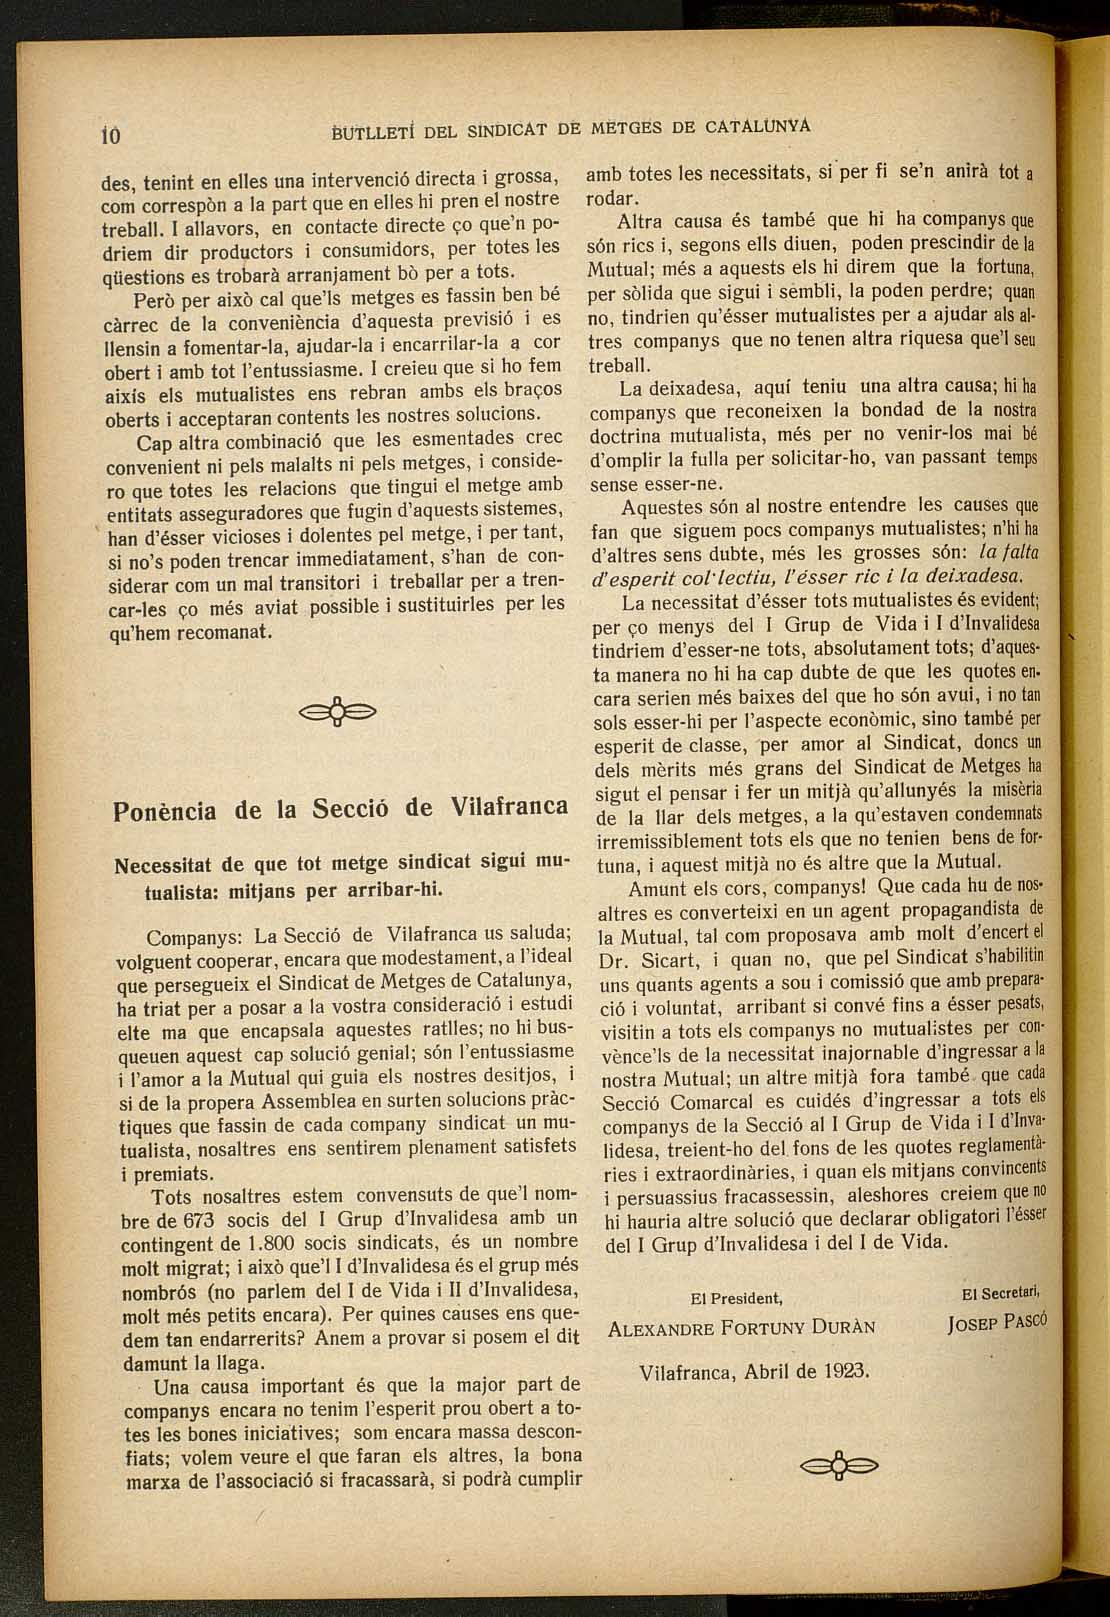 10
BUTLLETÍ DEL SINDICAT DE METGES DE CATALUNYA
des, tenint en elles una intervenció directa i grossa,
com correspòn a la part que en elles hi pren el nostre
treball. I allavors, en contacte directe ço que'n po-
driem dir productors i consumidors, per totes les
qüestions es trobarà arranjament bò per a tots.
Però per això cal que'ls metges es fassin ben bé
càrrec de la conveniència d'aquesta previsió i es
llensin a fomentar-la, ajudar-la i encarrilar-la a cor
obert i amb tot l'entussiasme. I creieu que si ho fem
aixís els mutualistes ens rebran ambs els braços
oberts i acceptaran contents les nostres solucions.
Cap altra combinació que les esmentades crec
convenient ni pels malalts ni pels metges, i conside-
ro que totes les relacions que tingui el metge amb
entitats asseguradores que fugin d'aquests sistemes,
han d'ésser vicioses i dolentes pel metge, i per tant,
si no's poden trencar immediatament, s'han de con-
siderar com un mal transitori i treballar per a tren-
car-les ço més aviat possible i sustituirles per les
qu'hem recomanat.
Ponència de la Secció de Vilafranca
Necessitat de que tot metge sindicat sigui mu-
tualista: mitjans per arribar-hi.
Companys: La Secció de Vilafranca us saluda;
volguent cooperar, encara que modestament, a l'ideal
que persegueix el Sindicat de Metges de Catalunya,
ha triat per a posar a la vostra consideració i estudi
elte ma que encapsala aquestes ratlles; no hi bus-
queuen aquest cap solució genial; són l'entussiasme
i l'amor a la Mutual qui guia els nostres desitjos, i
si de la propera Assemblea en surten solucions pràc-
tiques que fassin de cada company sindicat un mu-
tualista, nosaltres ens sentirem plenament satisfets
i premiats.
Tots nosaltres estem convensuts de que'l nom-
bre de 673 socis del I Grup d'Invalidesa amb un
contingent de 1.800 socis sindicats, és un nombre
molt migrat; i això que'l I d'Invalidesa és el grup més
nombrós (no parlem del I de Vida i II d'Invalidesa,
molt més petits encara). Per quines causes ens que-
dem tan endarrerits? Anem a provar si posem el dit
damunt la llaga.
Una causa important és que la major part de
companys encara no tenim l'esperit prou obert a to-
tes les bones iniciatives; som encara massa descon-
fiats; volem veure el que faran els altres, la bona
marxa de l'associació si fracassarà, si podrà cumplir
amb totes les necessitats, si per fi se'n anirà tot a
rodar.
Altra causa és també que hi ha companys que
són rics i, segons ells diuen, poden prescindir de la
Mutual; més a aquests els hi direm que la fortuna,
per sòlida que sigui i sembli, la poden perdre; quan
no, tindrien qu'ésser mutualistes per a ajudar als al-
tres companys que no tenen altra riquesa que'l seu
treball.
La deixadesa, aquí teniu una altra causa; hi ha
companys que reconeixen la bondad de la nostra
doctrina mutualista, més per no venir-los mai bé
d'omplir la fulla per solicitar-ho, van passant temps
sense esser-ne.
Aquestes són al nostre entendre les causes que
fan que siguem pocs companys mutualistes; n'hi ha
d'altres sens dubte, més les grosses són: la falta
d'esperit col·lectiu, l'ésser ric i la deixadesa.
La necessitat d'ésser tots mutualistes és evident;
per ço menys del I Grup de Vida i I d'Invalidesa
tindriem d'esser-ne tots, absolutament tots; d'aques-
ta manera no hi ha cap dubte de que les quotes en-
cara serien més baixes del que ho són avui, i no tan
sols esser-hi per l'aspecte econòmic, sino també per
esperit de classe, per amor al Sindicat, doncs un
dels mèrits més grans del Sindicat de Metges ha
sigut el pensar i fer un mitjà qu'allunyés la misèria
de la llar dels metges, a la qu'estaven condemnats
irremissiblement tots els que no tenien bens de for-
tuna, i aquest mitjà no és altre que la Mutual.
Amunt els cors, companys! Que cada hu de nos-
altres es converteixi en un agent propagandista de
la Mutual, tal com proposava amb molt d'encert el
Dr. Sicart, i quan no, que pel Sindicat s'habilitin
uns quants agents a sou i comissió que amb prepara-
ció i voluntat, arribant si convé fins a ésser pesats,
visitin a tots els companys no mutualistes per con-
vènce'ls de la necessitat inajornable d'ingressar a la
nostra Mutual; un altre mitjà fora també que cada
Secció Comarcal es cuidés d'ingressar a tots els
companys de la Secció al I Grup de Vida i I d'Inva-
lidesa, treient-ho del fons de les quotes reglamentà-
ries i extraordinàries, i quan els mitjans convincents
i persuassius fracassessin, aleshores creiem que no
hi hauria altre solució que declarar obligatori l'ésser
del I Grup d'Invalidesa i del I de Vida.
El President, El Secretari,
ALEXANDRE FORTUNY DURÀN JOSEP PASCÓ
Vilafranca, Abril de 1923.